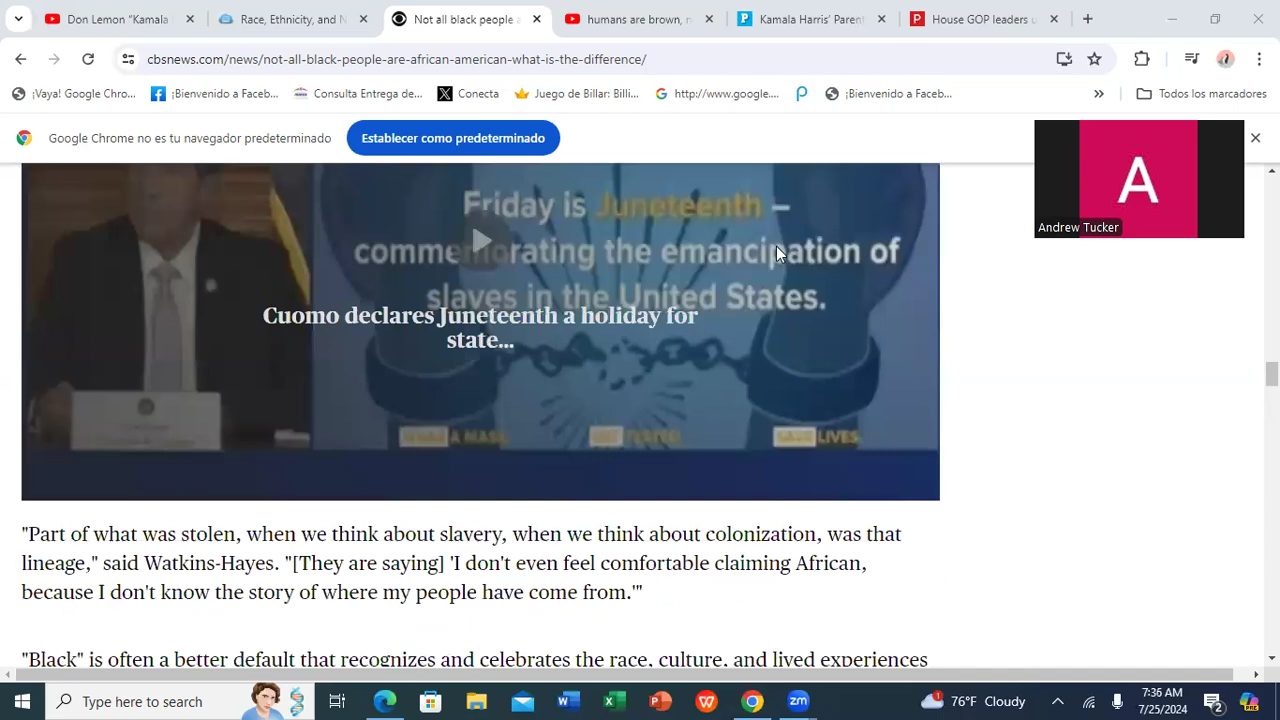 Don Lemon "Kamala
Race, Ethnicity, and N
Not all black people a
humans are brown, n
Kamala Harris' Paren
House GOP leaders u
cbsnews.com/news/not-all-black-people-are-african-american-what-is-the-difference/
¡Vaya! Google Chro...
¡Bienvenido a Faceb...
Consulta Entrega de...
Conecta
Juego de Billar: Billi...
http://www.google....
¡Bienvenido a Faceb...
»
Todos los marcadores
Google Chrome no es tu navegador predeterminado
Establecer como predeterminado
A
Andrew Tucker
Friday is Juneteenth –
commemorating the emancipation of
slaves in the United States.
Cuomo declares Juneteenth a holiday for
state...
A MASK
GET TESTED
SAVE LIVES
"Part of what was stolen, when we think about slavery, when we think about colonization, was that
lineage," said Watkins-Hayes. "[They are saying] 'I don't even feel comfortable claiming African,
because I don't know the story of where my people have come from.'"
"Black" is often a better default that recognizes and celebrates the race, culture, and lived experiences
Type here to search
zm
76°F Cloudy
7:36 AM
7/25/2024